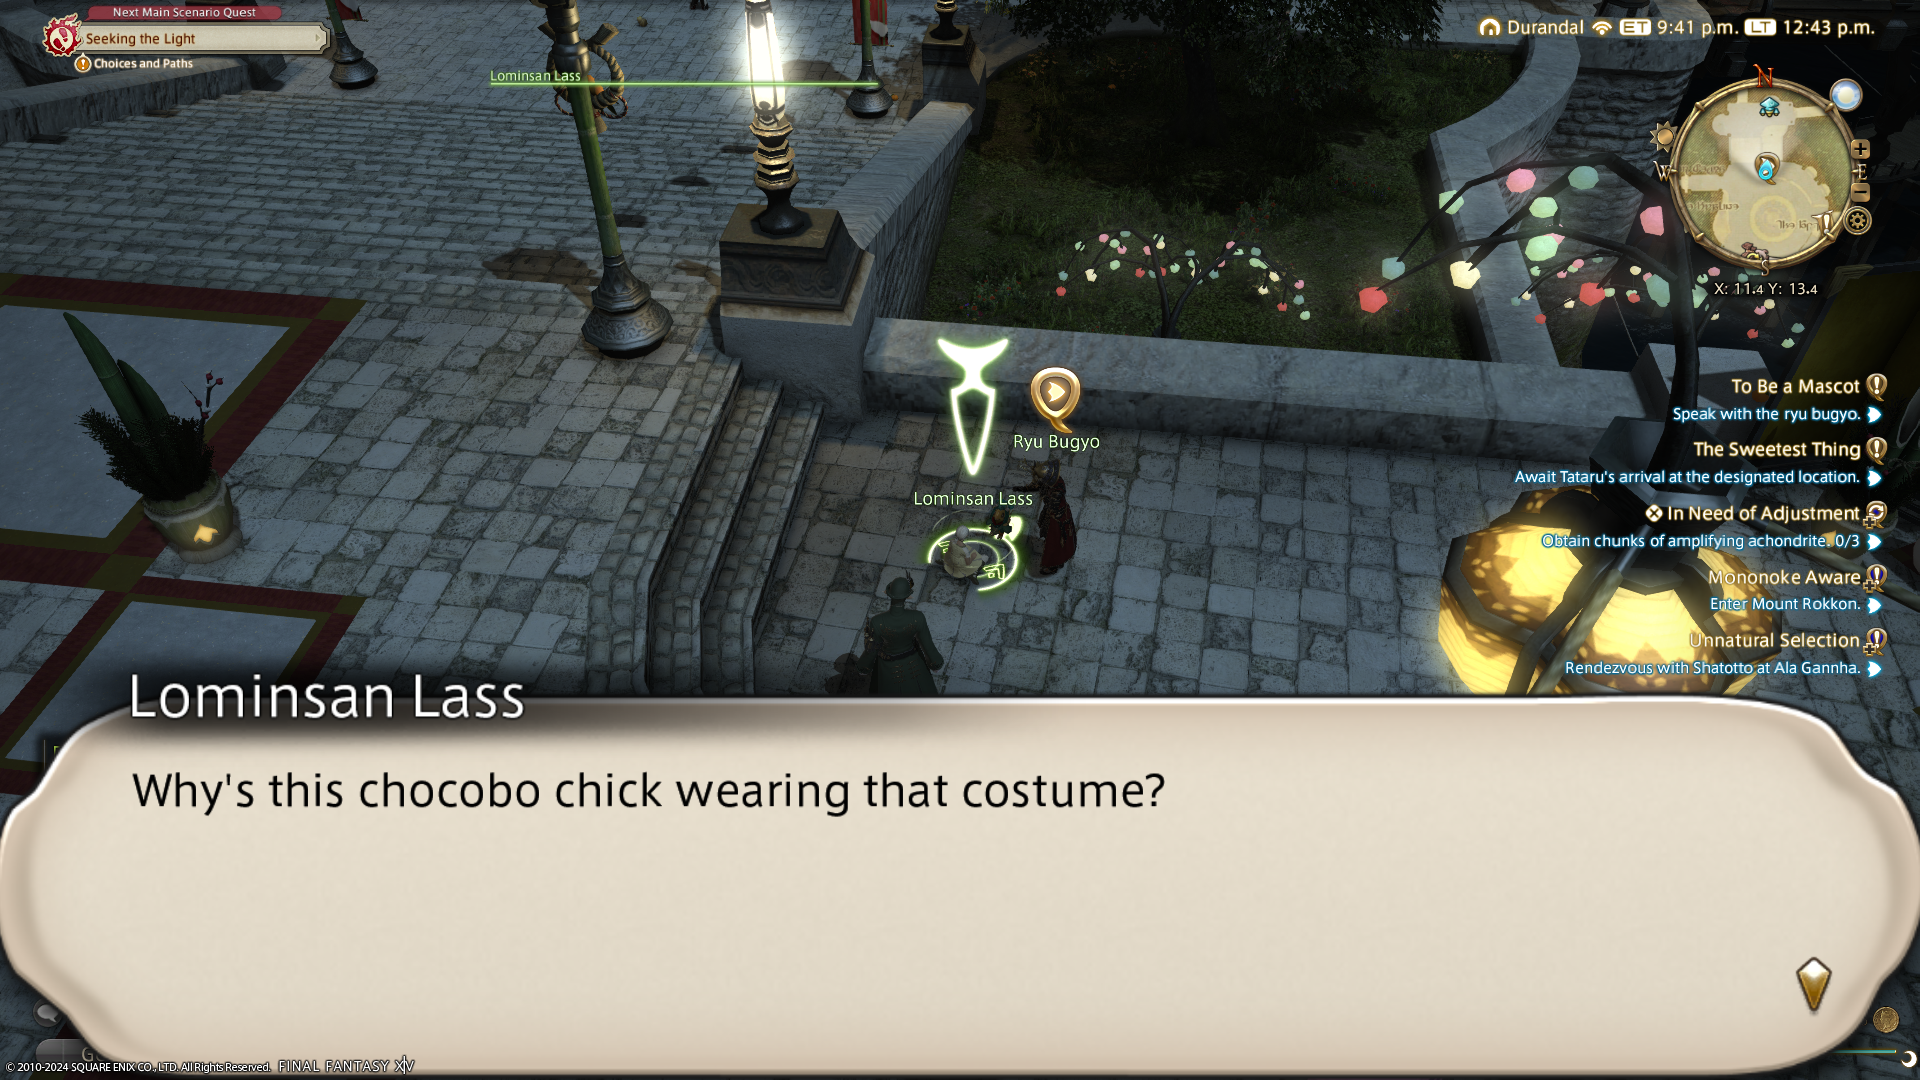 Next Main Scenario Quest
Seeking the Light
Choices and Paths
Lominsan Lass
Durandal ET 9:41 p.m. LT 12:43 p.m.
N
W
E
S
X: 11.4 Y: 13.4
To Be a Mascot
Speak with the ryu bugyo.
The Sweetest Thing
Await Tataru's arrival at the designated location.
In Need of Adjustment
Obtain chunks of amplifying achondrite. 0/3
Mononoke Aware
Enter Mount Rokkon.
Unnatural Selection
Rendezvous with Shatotto at Ala Gannha.
Ryu Bugyo
Lominsan Lass
Lominsan Lass
Why's this chocobo chick wearing that costume?
© 2010-2024 SQUARE ENIX CO., LTD. All Rights Reserved. FINAL FANTASY XIV